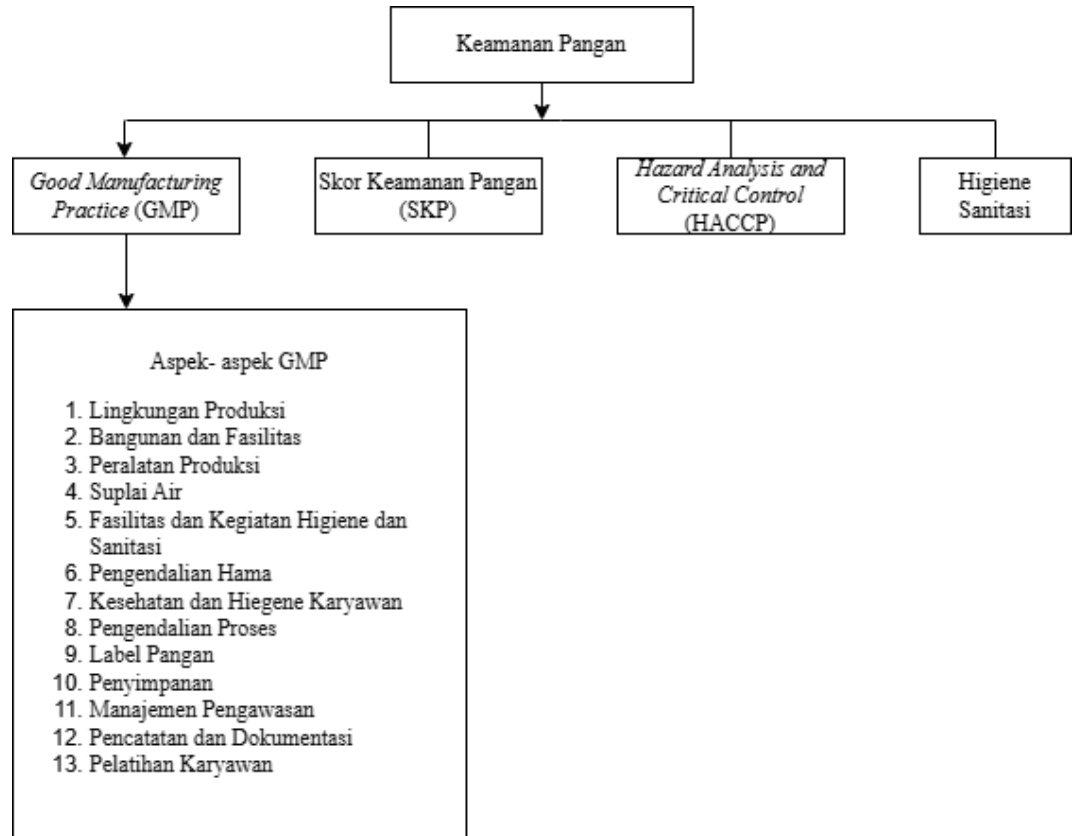 Keamanan Pangan
Good Manufacturing
Practice (GMP)
Skor Keamanan Pangan
(SKP)
Hazard Analysis and
Critical Control
(HACCP)
Higiene
Sanitasi
Aspek- aspek GMP
1. Lingkungan Produksi
2. Bangunan dan Fasilitas
3. Peralatan Produksi
4. Suplai Air
5. Fasilitas dan Kegiatan Higiene dan
Sanitasi
6. Pengendalian Hama
7. Kesehatan dan Hiegene Karyawan
8. Pengendalian Proses
9. Label Pangan
10. Penyimpanan
11. Manajemen Pengawasan
12. Pencatatan dan Dokumentasi
13. Pelatihan Karyawan